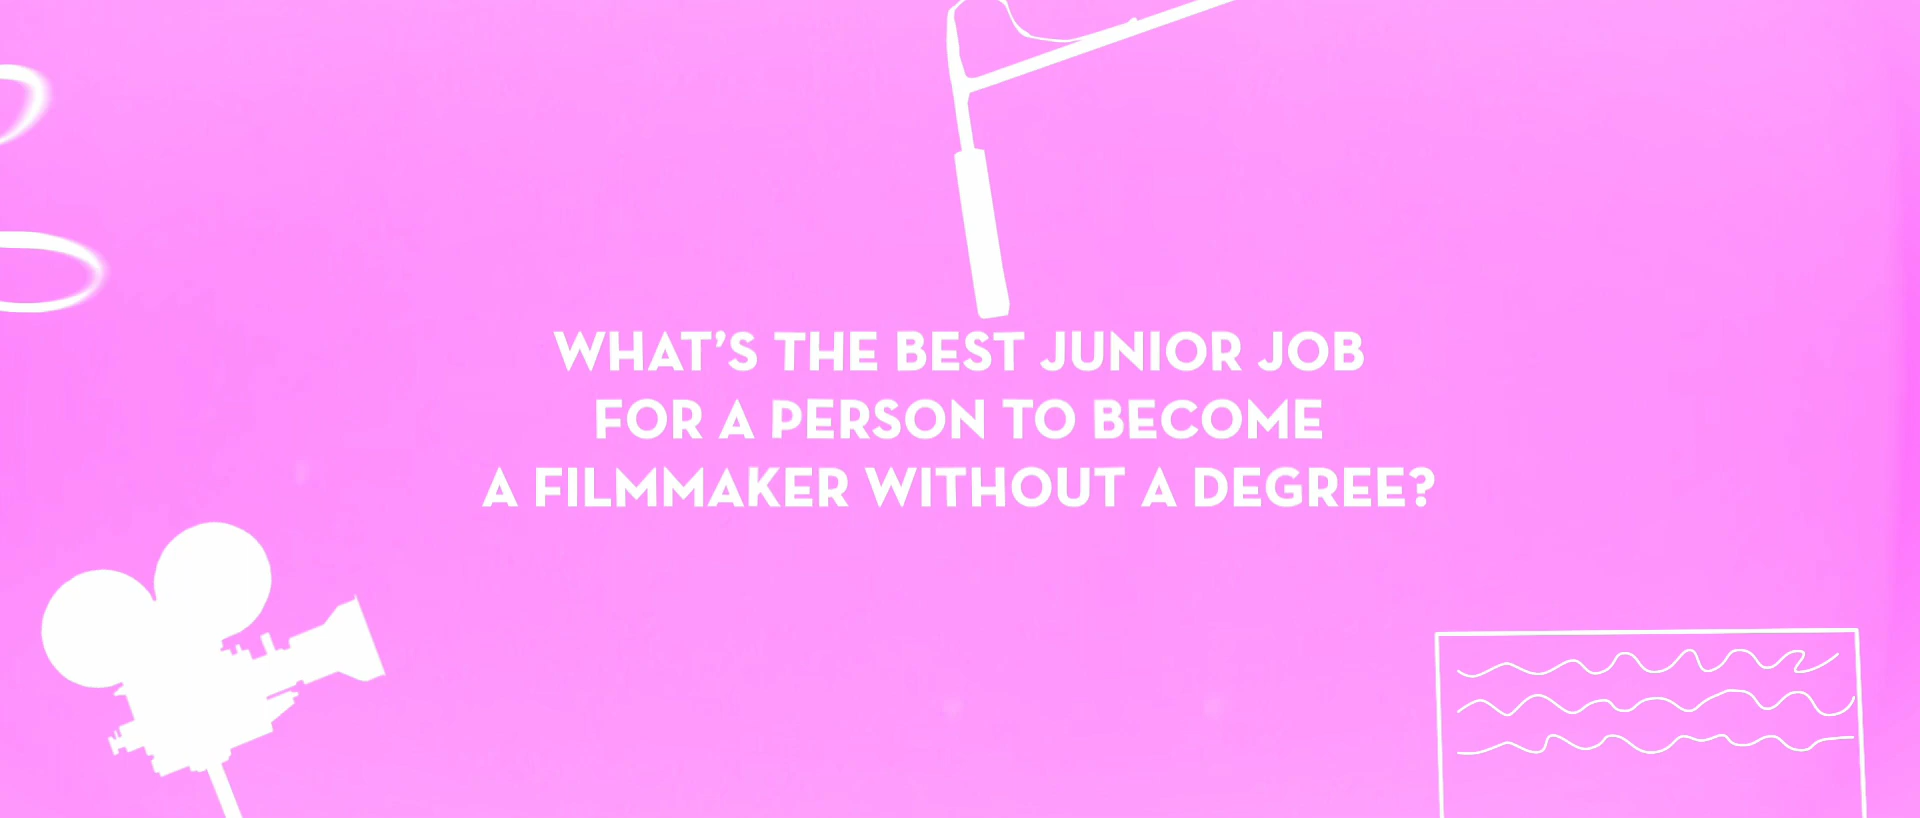 WHAT’S THE BEST JUNIOR JOB
FOR A PERSON TO BECOME
A FILMMAKER WITHOUT A DEGREE?